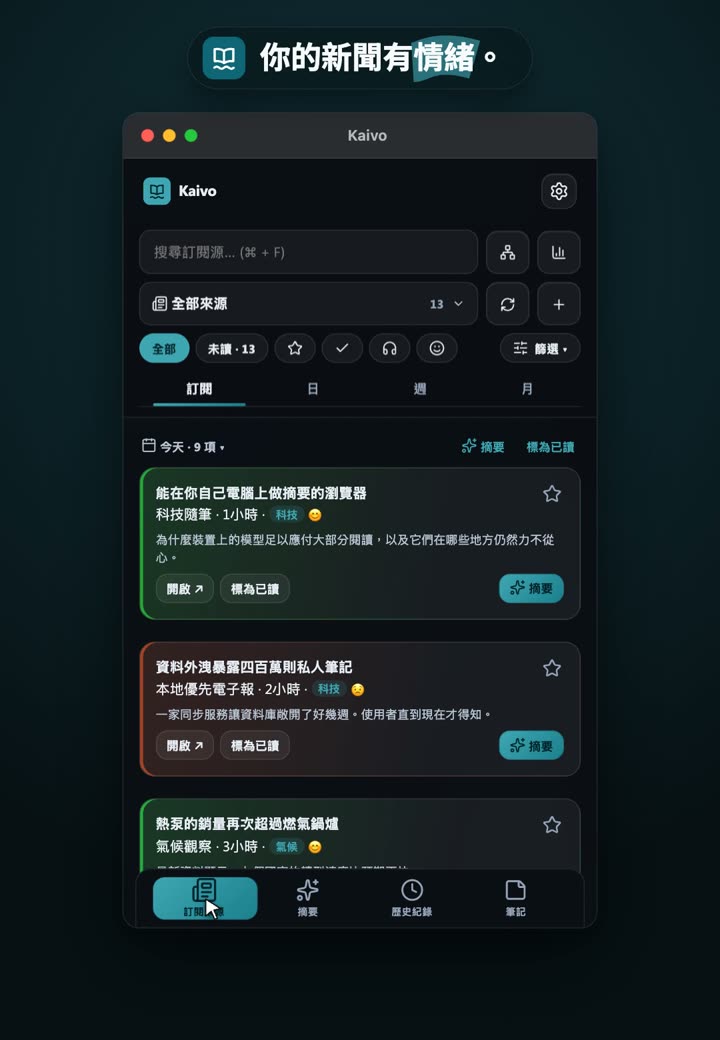 你的新聞有情緒。
Kaivo
Kaivo
搜尋訂閱源... (⌘ + F)
全部來源 13
全部 未讀 · 13 篩選 ▾
訂閱 日 週 月
今天 · 9 項 ▾ 摘要 標為已讀
能在你自己電腦上做摘要的瀏覽器
科技隨筆 · 1小時 · 科技 😊
為什麼裝置上的模型足以應付大部分閱讀，以及它們在哪些地方仍然力不從
心。
開啟 ↗ 標為已讀 摘要
資料外洩暴露四百萬則私人筆記
本地優先電子報 · 2小時 · 科技 😟
一家同步服務讓資料庫敞開了好幾週。使用者直到現在才得知。
開啟 ↗ 標為已讀 摘要
熱泵的銷量再次超過燃氣鍋爐
氣候觀察 · 3小時 · 氣候 😊
訂閱 摘要 歷史紀錄 筆記